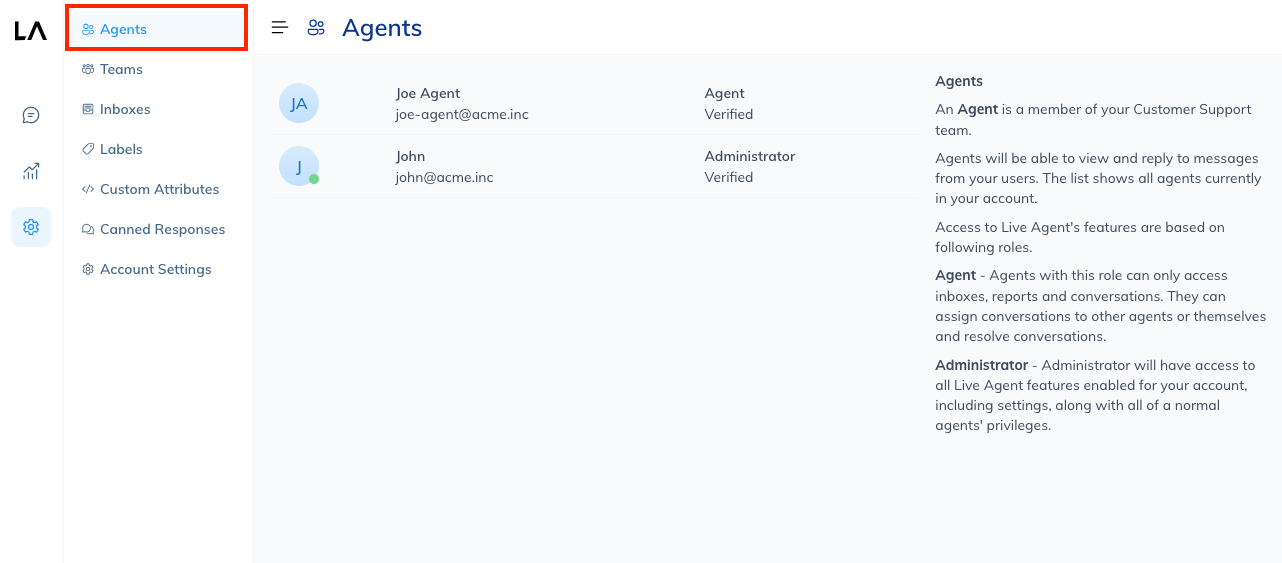 LA
Agents
Teams
Inboxes
Labels
Custom Attributes
Canned Responses
Account Settings
Agents
JA
Joe Agent
joe-agent@acme.inc
Agent
Verified
J
John
john@acme.inc
Administrator
Verified
Agents
An Agent is a member of your Customer Support
team.
Agents will be able to view and reply to messages
from your users. The list shows all agents currently
in your account.
Access to Live Agent's features are based on
following roles.
Agent - Agents with this role can only access
inboxes, reports and conversations. They can
assign conversations to other agents or themselves
and resolve conversations.
Administrator - Administrator will have access to
all Live Agent features enabled for your account,
including settings, along with all of a normal
agents' privileges.